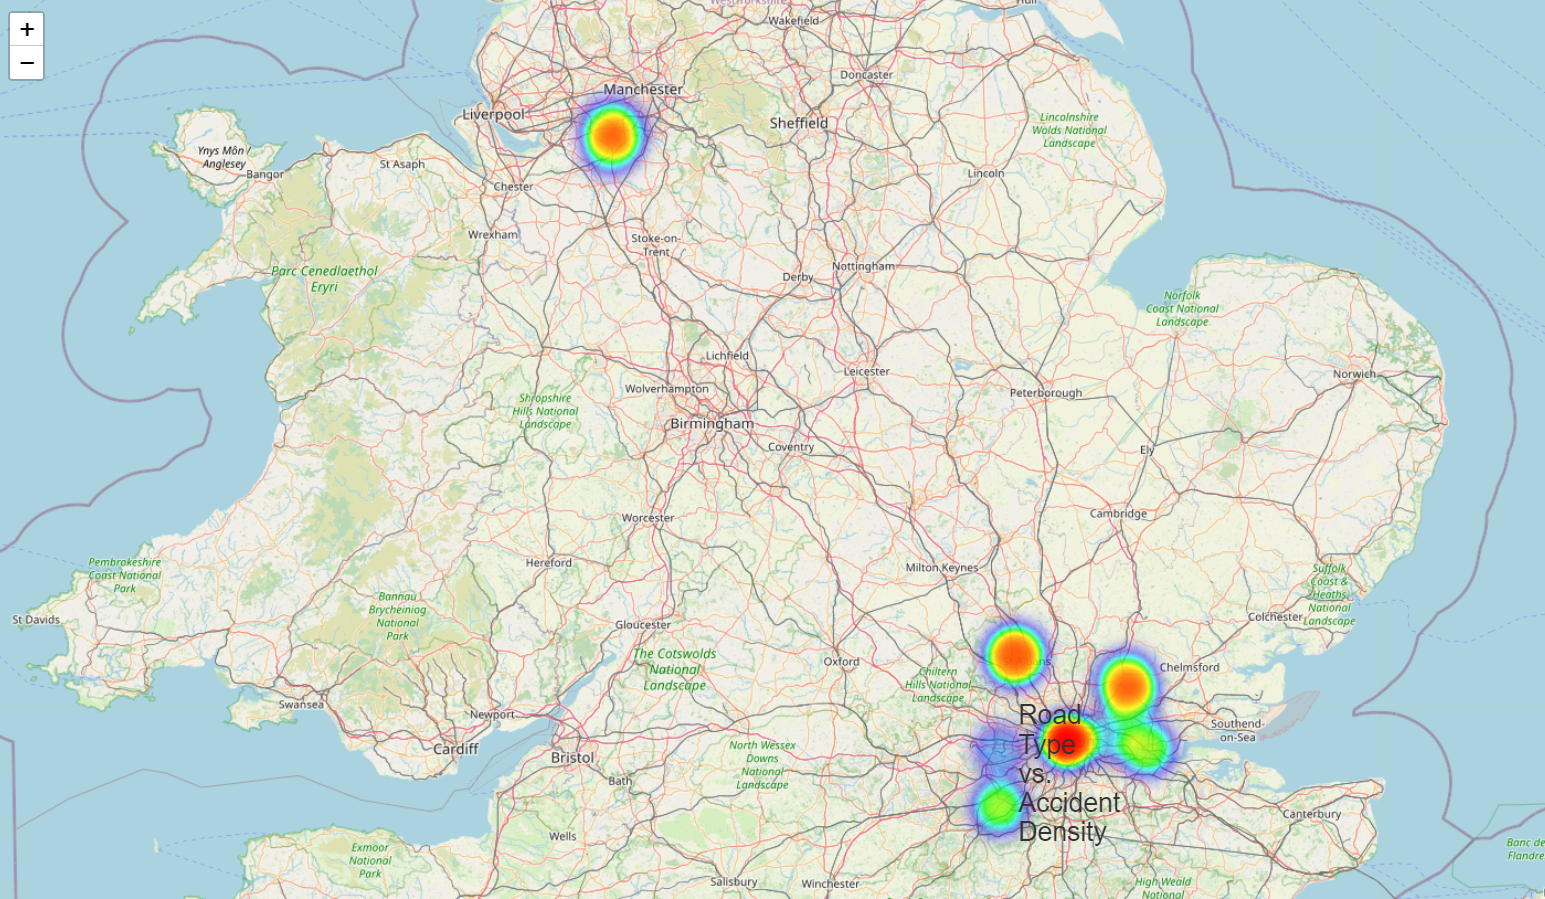 +
−
West Yorkshire
Wakefield
Hull
Doncaster
Manchester
Liverpool
Sheffield
Lincolnshire
Wolds National
Landscape
Ynys Môn /
Anglesey
Bangor
St Asaph
Chester
Lincoln
Wrexham
Stoke-on-
Trent
Parc Cenedlaethol
Eryri
Derby
Nottingham
Norfolk
Coast National
Landscape
Lichfield
Leicester
Norwich
Wolverhampton
Peterborough
Shropshire
Hills National
Landscape
Birmingham
Coventry
Ely
Worcester
Cambridge
Hereford
Milton Keynes
Pembrokeshire
Coast National
Park
Bannau
Brycheiniog
National
Park
Suffolk
Coast &
Heaths
National
Landscape
St Davids
Gloucester
Colchester
The Cotswolds
National
Landscape
Oxford
St Albans
Chelmsford
Chiltern
Hills National
Landscape
Swansea
Newport
Road
Type
vs.
Accident
Density
Southend-
on-Sea
Cardiff
Bristol
Bath
North Wessex
Downs
National
Landscape
Canterbury
Wells
Exmoor
National
Park
Banc de
Flandre
Salisbury
Winchester
High Weald
National